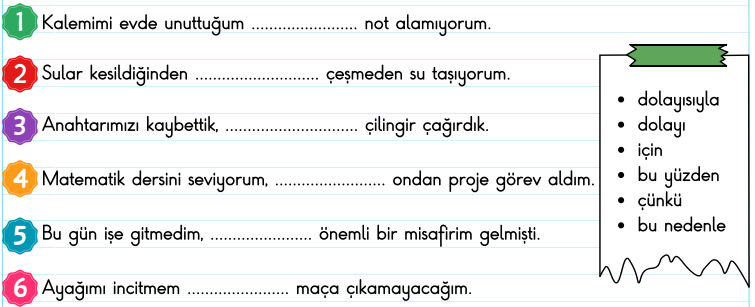 1 Kalemimi evde unuttuğum ........................ not alamıyorum.
2 Sular kesildiğinden ............................ çeşmeden su taşıyorum.
3 Anahtarımızı kaybettik, .............................. çilingir çağırdık.
4 Matematik dersini seviyorum, ......................... ondan proje görev aldım.
5 Bu gün işe gitmedim, ....................... önemli bir misafirim gelmişti.
6 Ayağımı incitmem ....................... maça çıkamayacağım.
• dolayısıyla
• dolayı
• için
• bu yüzden
• çünkü
• bu nedenle